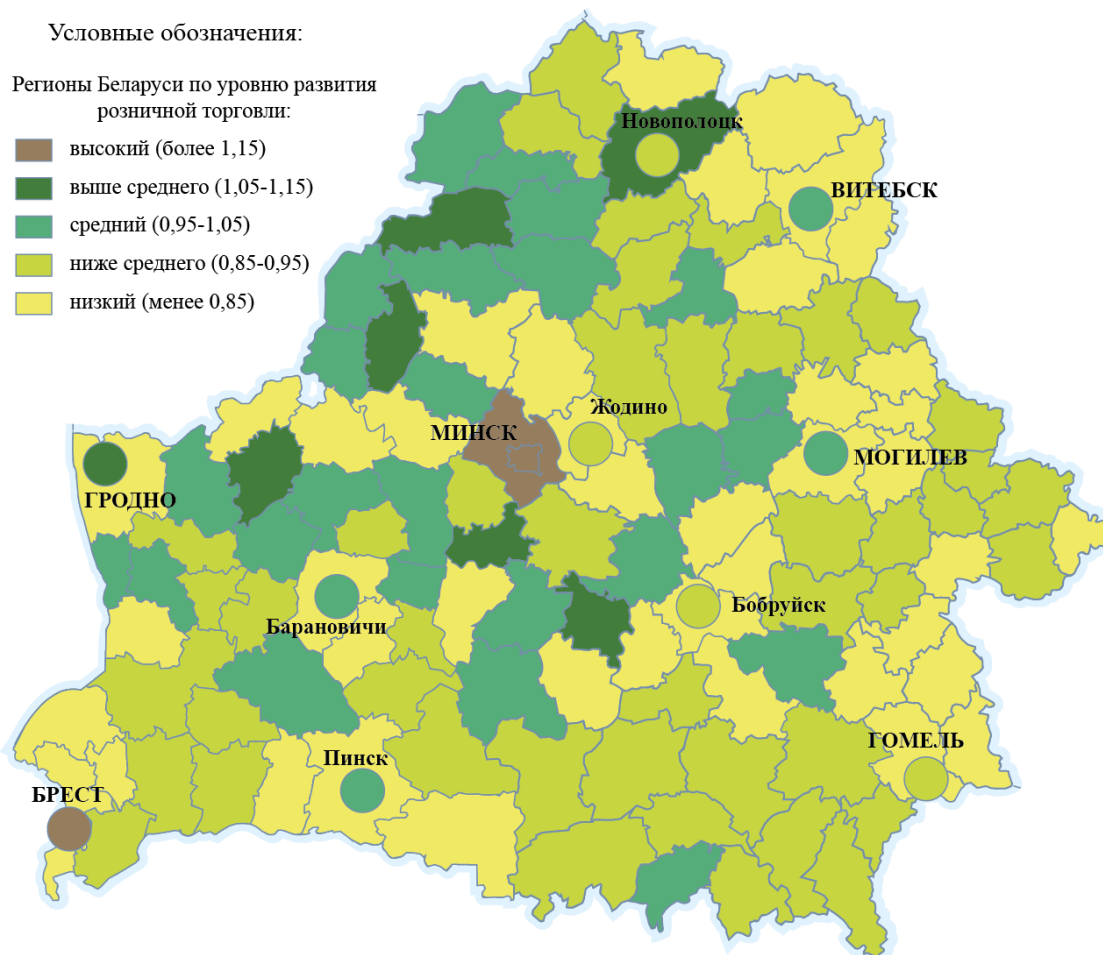 Условные обозначения:
Регионы Беларуси по уровню развития
розничной торговли:
высокий (более 1,15)
выше среднего (1,05-1,15)
средний (0,95-1,05)
ниже среднего (0,85-0,95)
низкий (менее 0,85)
Новополоцк
ВИТЕБСК
Жодино
МИНСК
МОГИЛЕВ
ГРОДНО
Бобруйск
Барановичи
ГОМЕЛЬ
Пинск
БРЕСТ